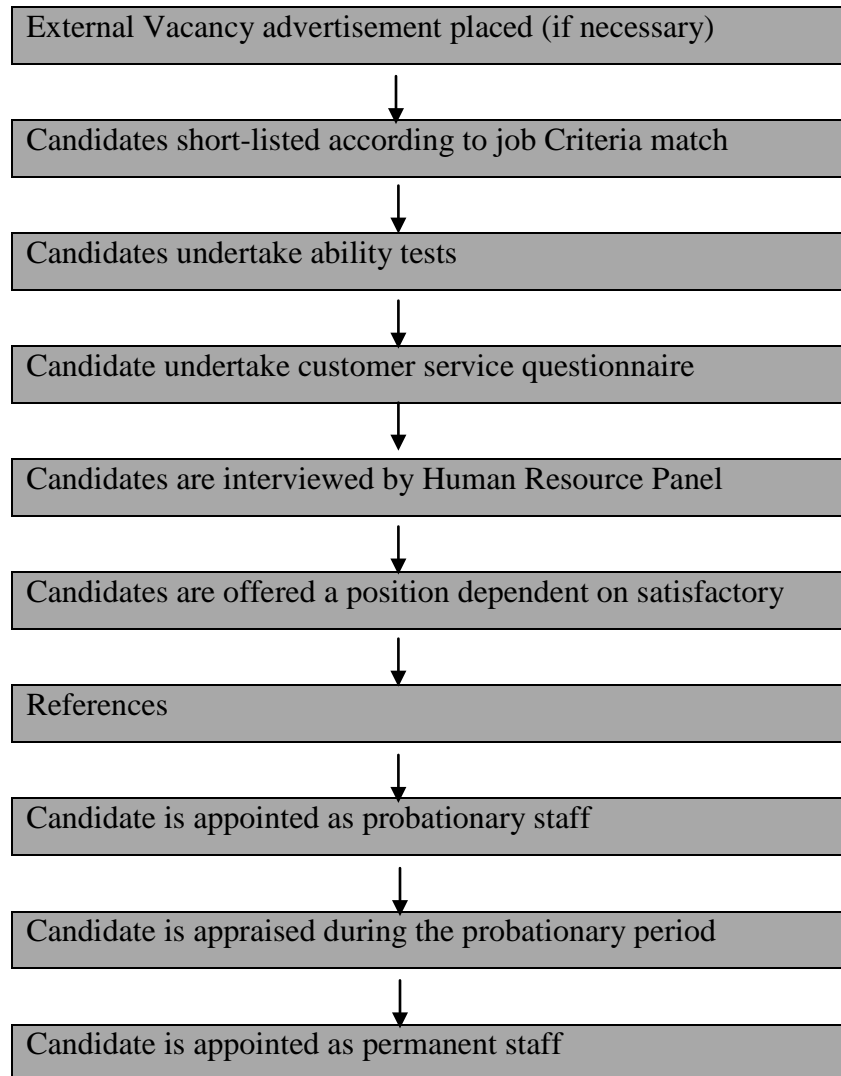 External Vacancy advertisement placed (if necessary)
Candidates short-listed according to job Criteria match
Candidates undertake ability tests
Candidate undertake customer service questionnaire
Candidates are interviewed by Human Resource Panel
Candidates are offered a position dependent on satisfactory
References
Candidate is appointed as probationary staff
Candidate is appraised during the probationary period
Candidate is appointed as permanent staff